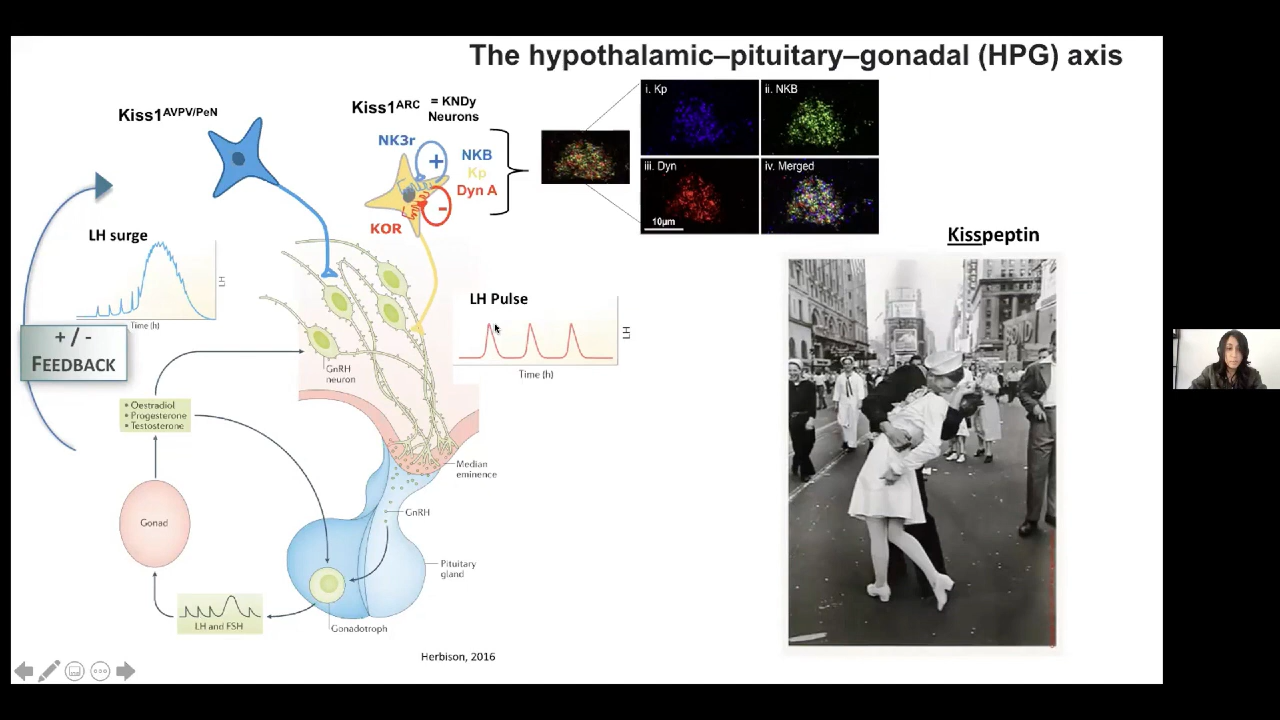 The hypothalamic–pituitary–gonadal (HPG) axis
Kiss1AVPV/PeN
Kiss1ARC = KNDy
Neurons
NK3r
+
NKB
Kp
Dyn A
-
KOR
i. Kp
ii. NKB
iii. Dyn
10µm
iv. Merged
Kisspeptin
LH surge
LH
Time (h)
+ / -
FEEDBACK
LH Pulse
LH
Time (h)
GnRH
neuron
• Oestradiol
• Progesterone
• Testosterone
Median
eminence
Gonad
GnRH
Pituitary
gland
LH and FSH
Gonadotroph
Herbison, 2016